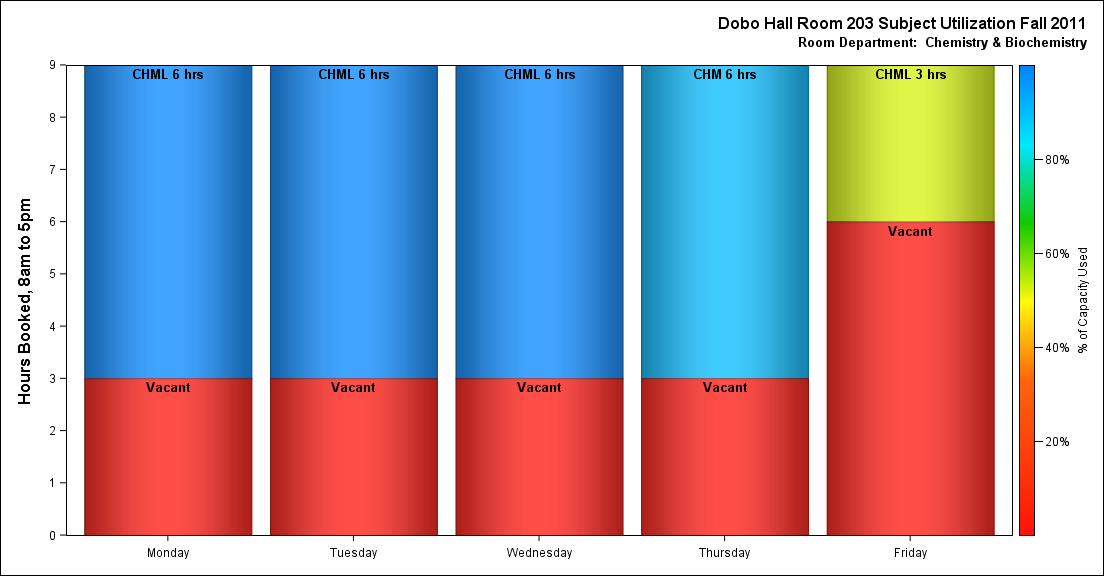 Dobo Hall Room 203 Subject Utilization Fall 2011
Room Department: Chemistry & Biochemistry
Hours Booked, 8am to 5pm
9
8
7
6
5
4
3
2
1
0
CHML 6 hrs
CHML 6 hrs
CHML 6 hrs
CHM 6 hrs
CHML 3 hrs
Vacant
Vacant
Vacant
Vacant
Vacant
Monday
Tuesday
Wednesday
Thursday
Friday
80%
60%
40%
20%
% of Capacity Used